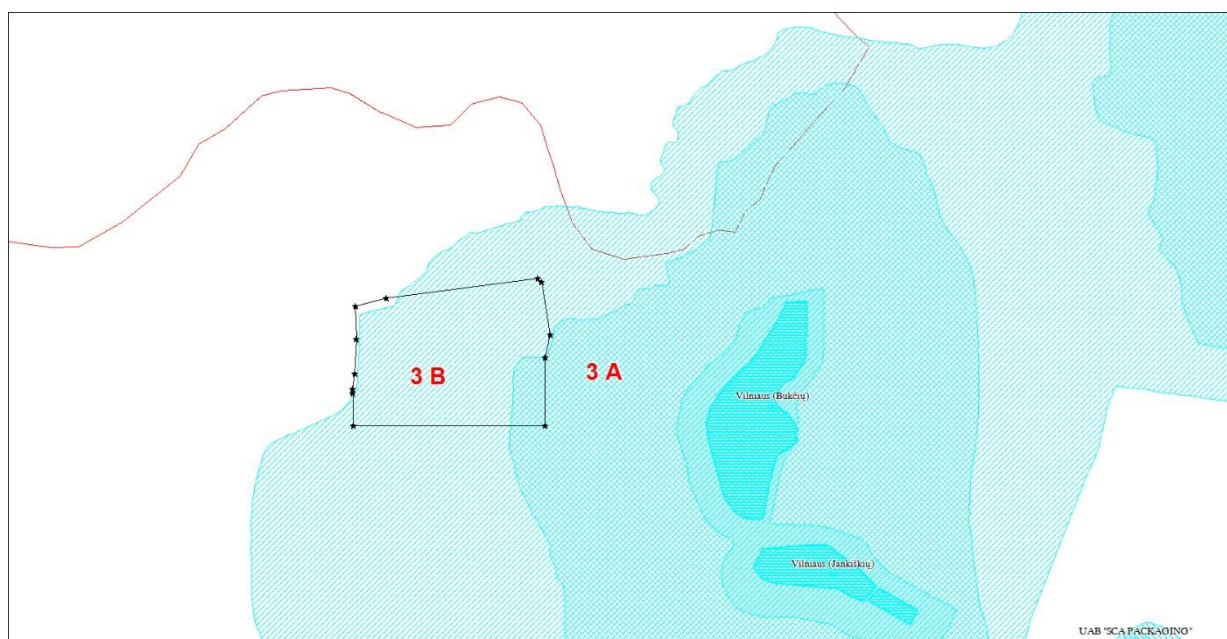 3 A
3 B
Vilniaus (Bukčių)
Vilniaus (Jankiškių)
UAB "SCA PACKAGING"